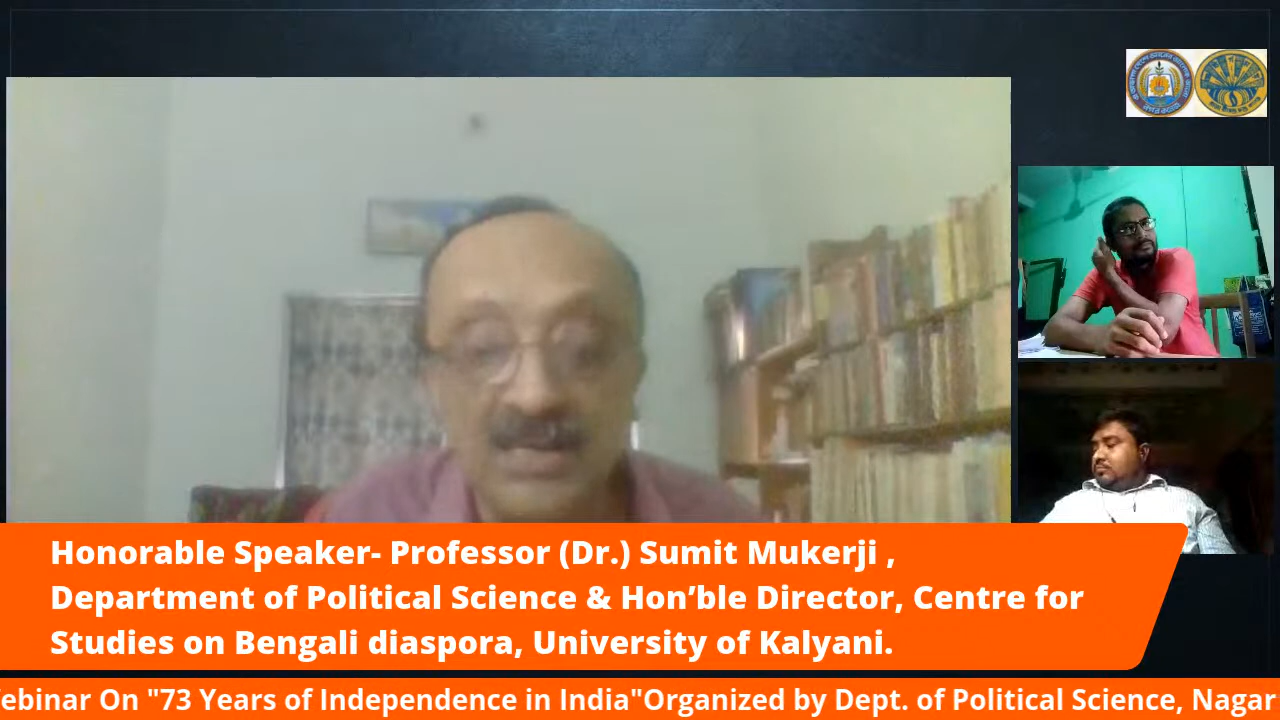 Honorable Speaker- Professor (Dr.) Sumit Mukerji ,
Department of Political Science & Hon’ble Director, Centre for
Studies on Bengali diaspora, University of Kalyani.
ebinar On "73 Years of Independence in India"Organized by Dept. of Political Science, Nagar